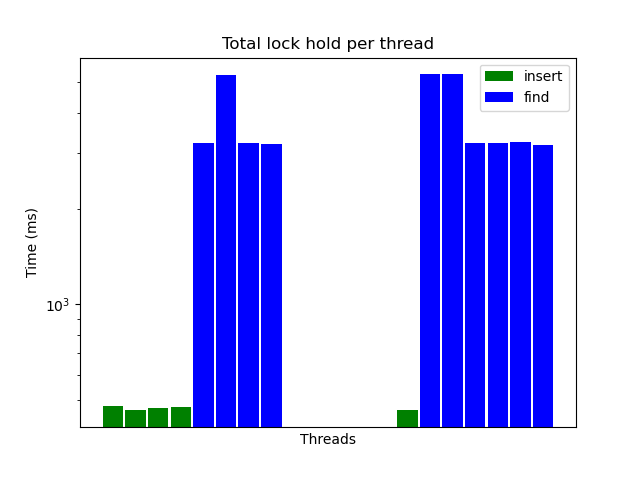 Total lock hold per thread
insert
find
Time (ms)
10³
Threads